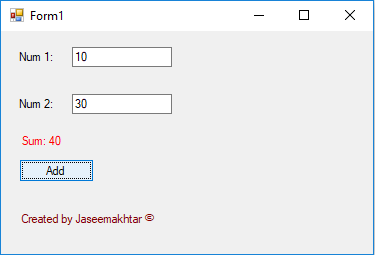 Form1
Num 1: 10
Num 2: 30
Sum: 40
Add
Created by Jaseemakhtar ©